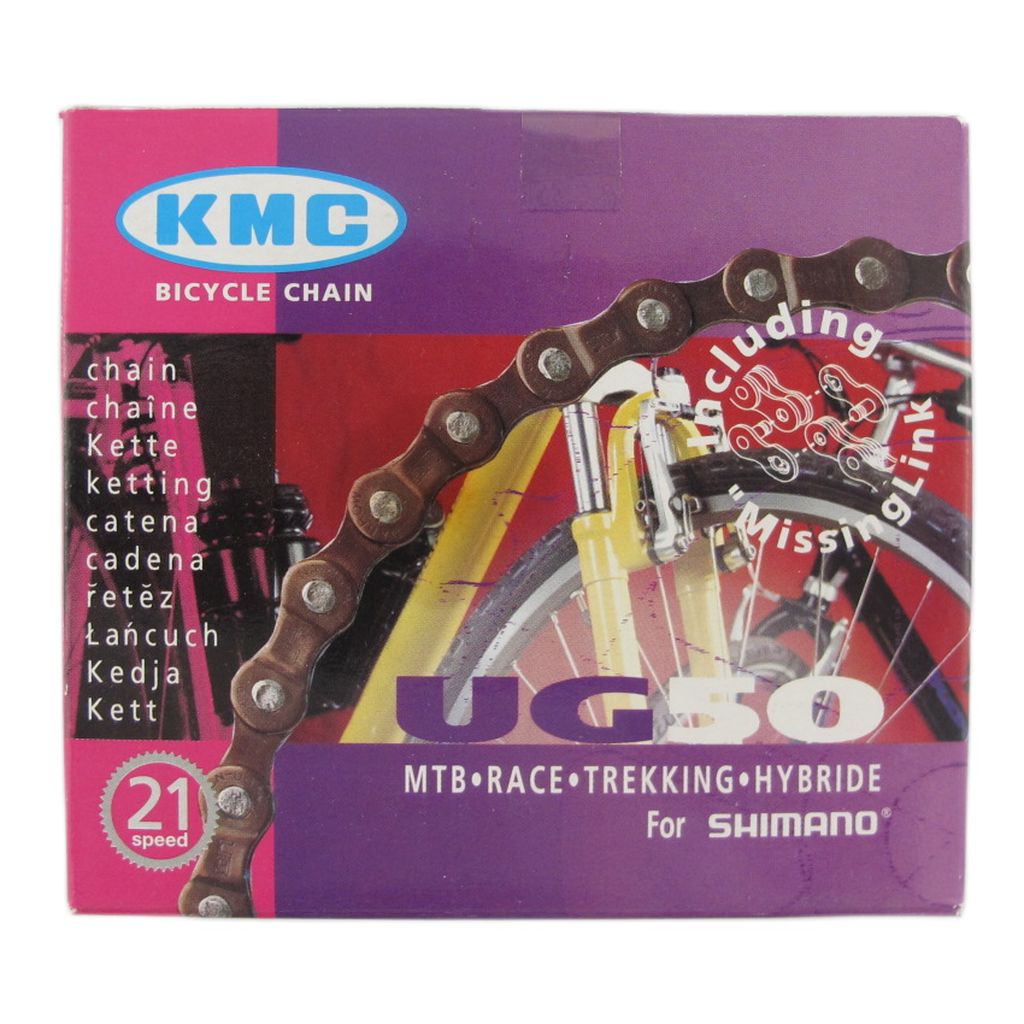 KMC
BICYCLE CHAIN
Including
"MissingLink"
chain
chaîne
Kette
ketting
catena
cadena
řetěz
Łańcuch
Kedja
Kett
UG50
21
speed
MTB•RACE•TREKKING•HYBRIDE
For SHIMANO®